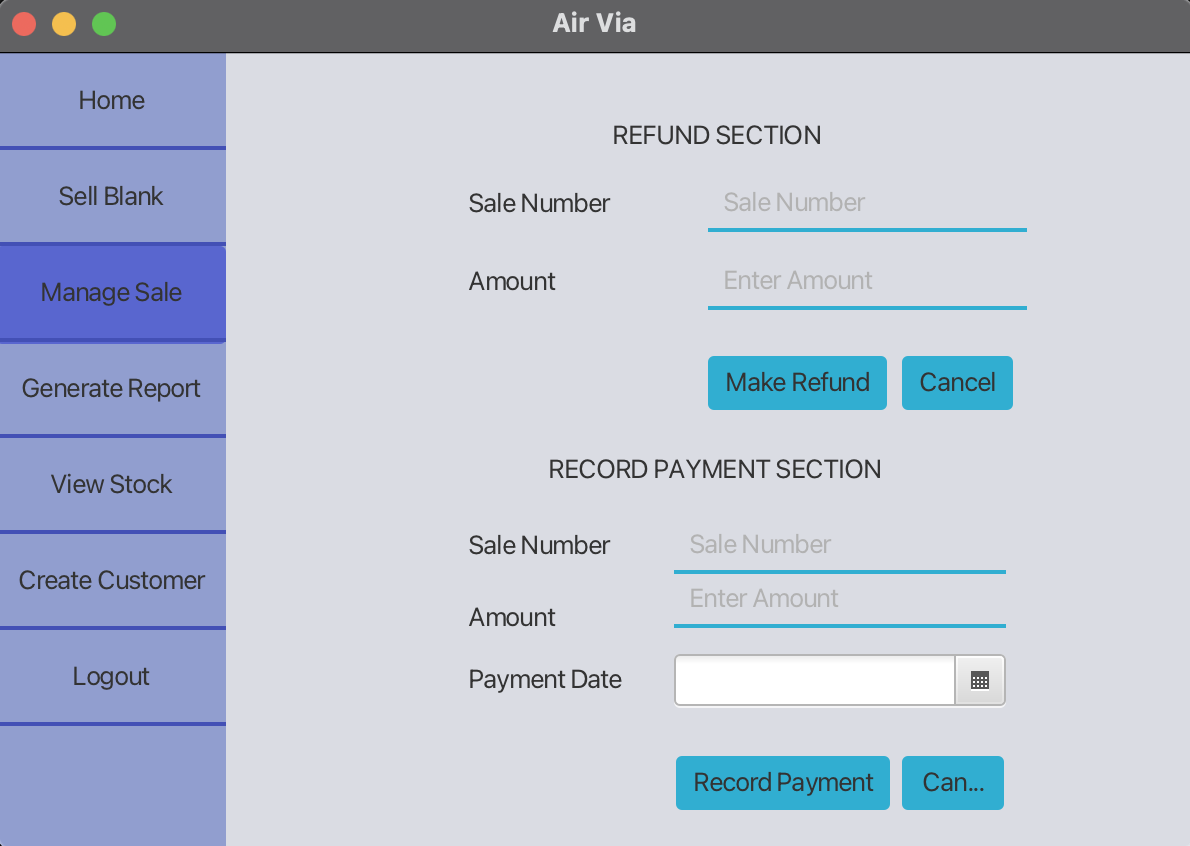 Air Via
Home
Sell Blank
Manage Sale
Generate Report
View Stock
Create Customer
Logout
REFUND SECTION
Sale Number
Sale Number
Amount
Enter Amount
Make Refund
Cancel
RECORD PAYMENT SECTION
Sale Number
Sale Number
Amount
Enter Amount
Payment Date
Record Payment
Can...